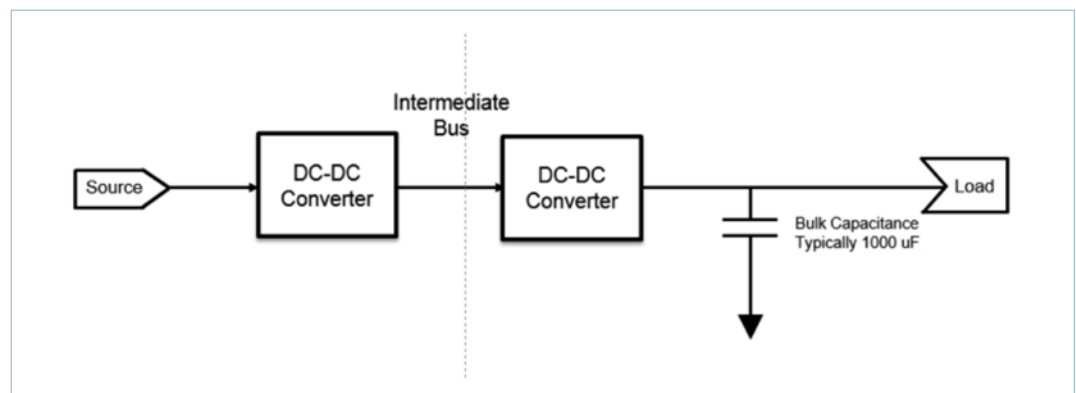 Intermediate
Bus
Source
DC-DC
Converter
DC-DC
Converter
Load
Bulk Capacitance
Typically 1000 uF